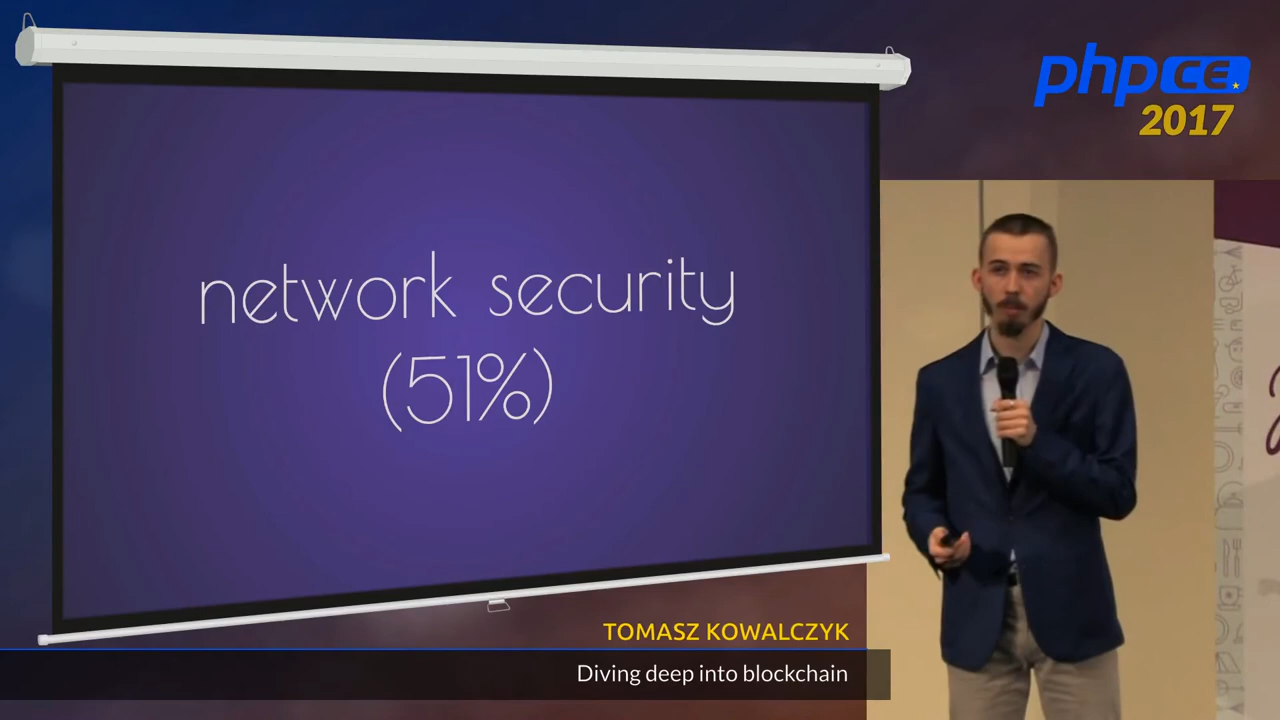 network security
(51%)
phpCE
2017
TOMASZ KOWALCZYK
Diving deep into blockchain